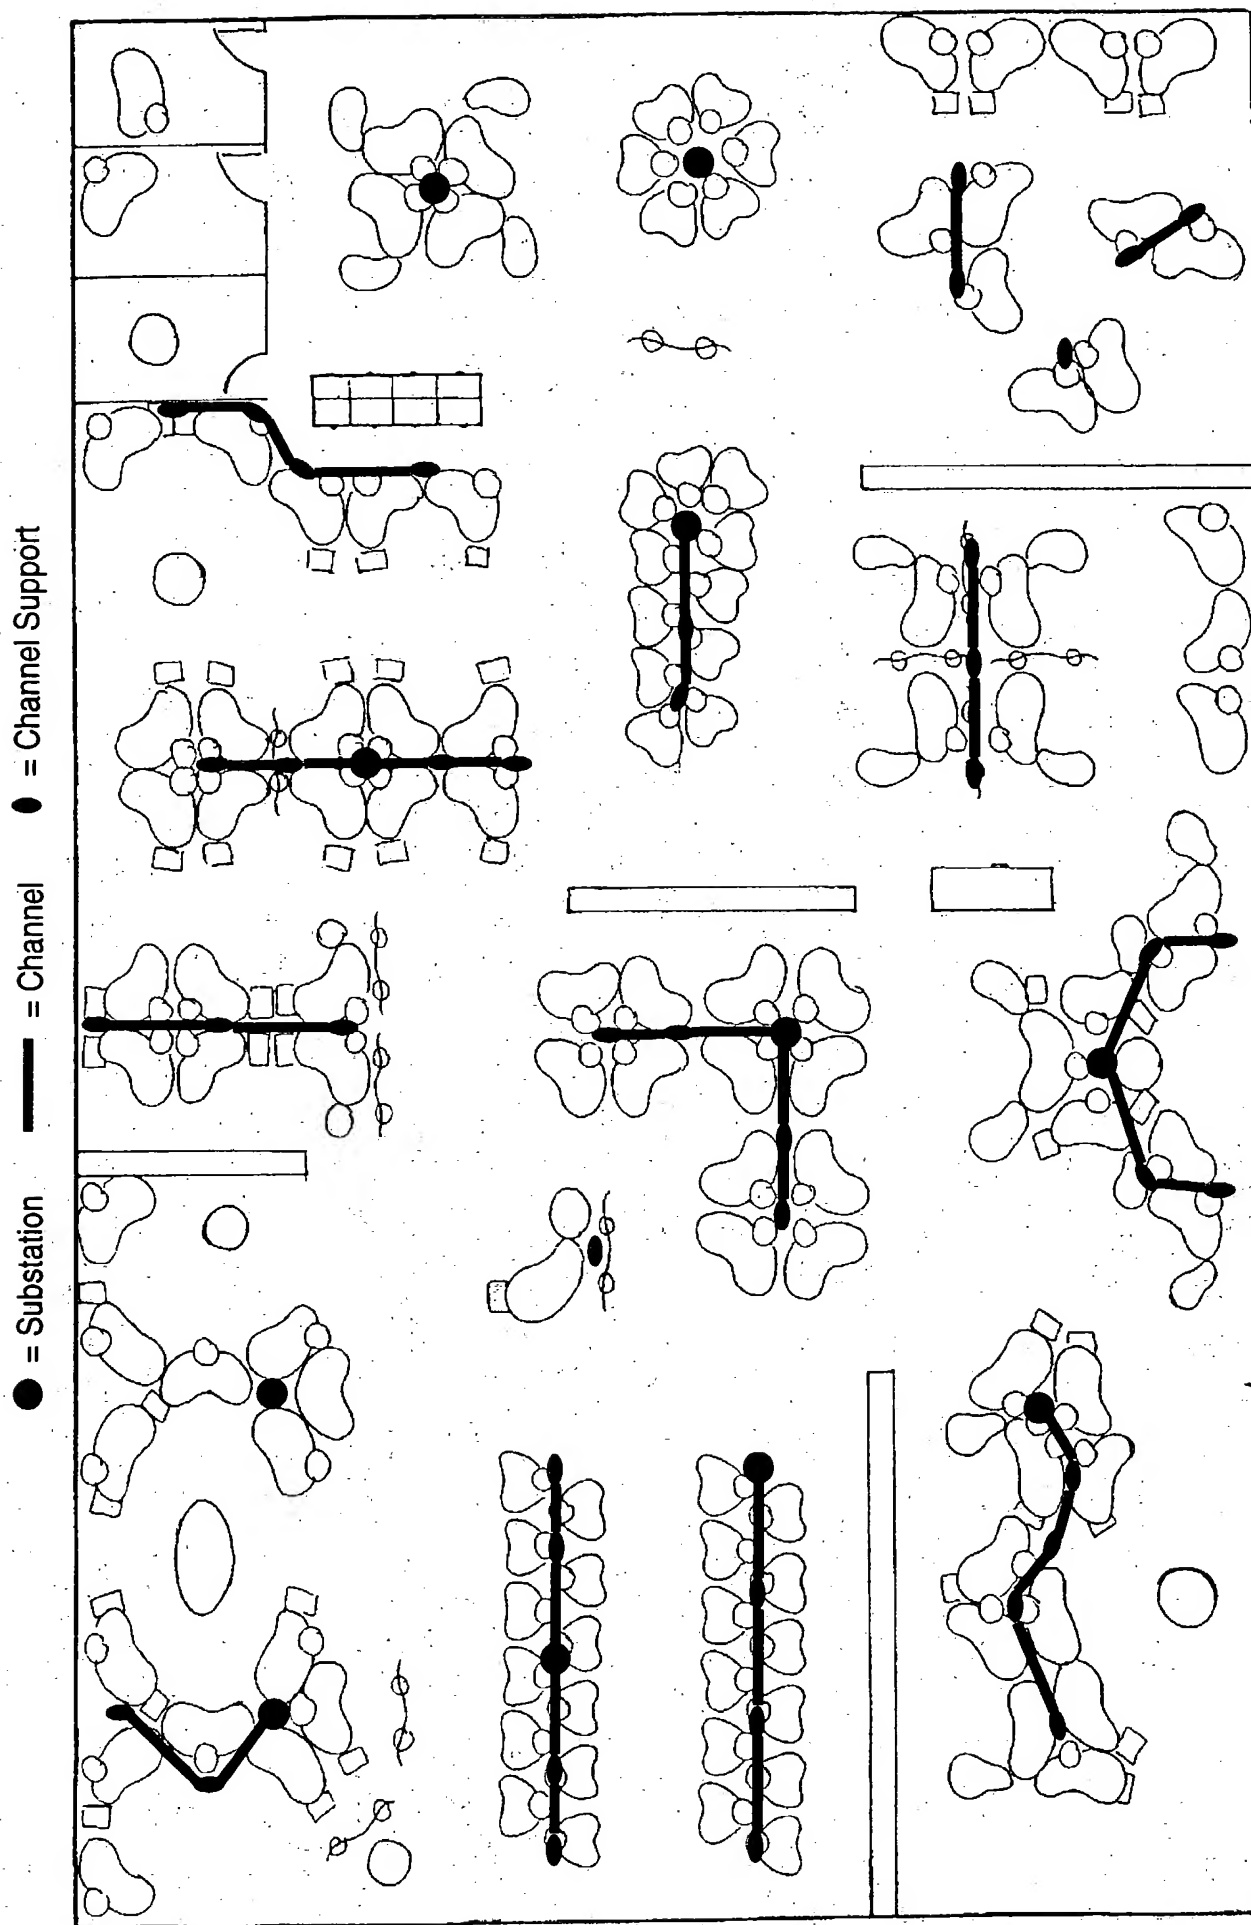 = Substation = Channel = Channel Support